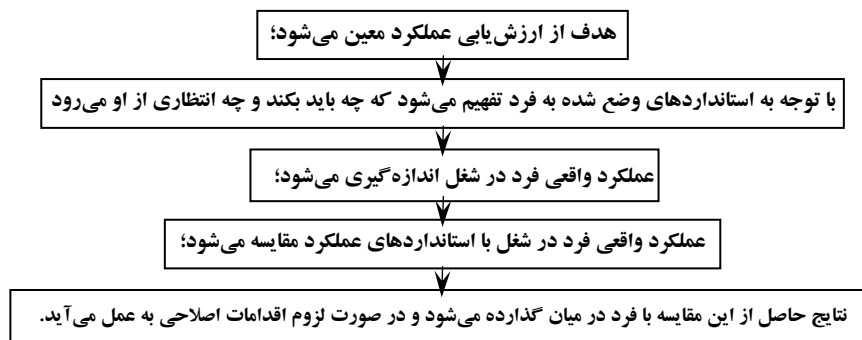 هدف از ارزش‌یابی عملکرد معین می‌شود؛
با توجه به استانداردهای وضع شده به فرد تفهیم می‌شود که چه باید بکند و چه انتظاری از او می‌رود
عملکرد واقعی فرد در شغل اندازه‌گیری می‌شود؛
عملکرد واقعی فرد در شغل با استانداردهای عملکرد مقایسه می‌شود؛
نتایج حاصل از این مقایسه با فرد در میان گذارده می‌شود و در صورت لزوم اقدامات اصلاحی به عمل می‌آید.